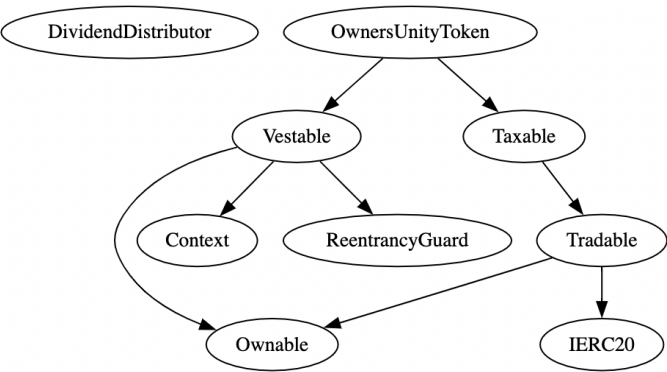 DividendDistributor
OwnersUnityToken
Vestable
Taxable
Context
ReentrancyGuard
Tradable
Ownable
IERC20